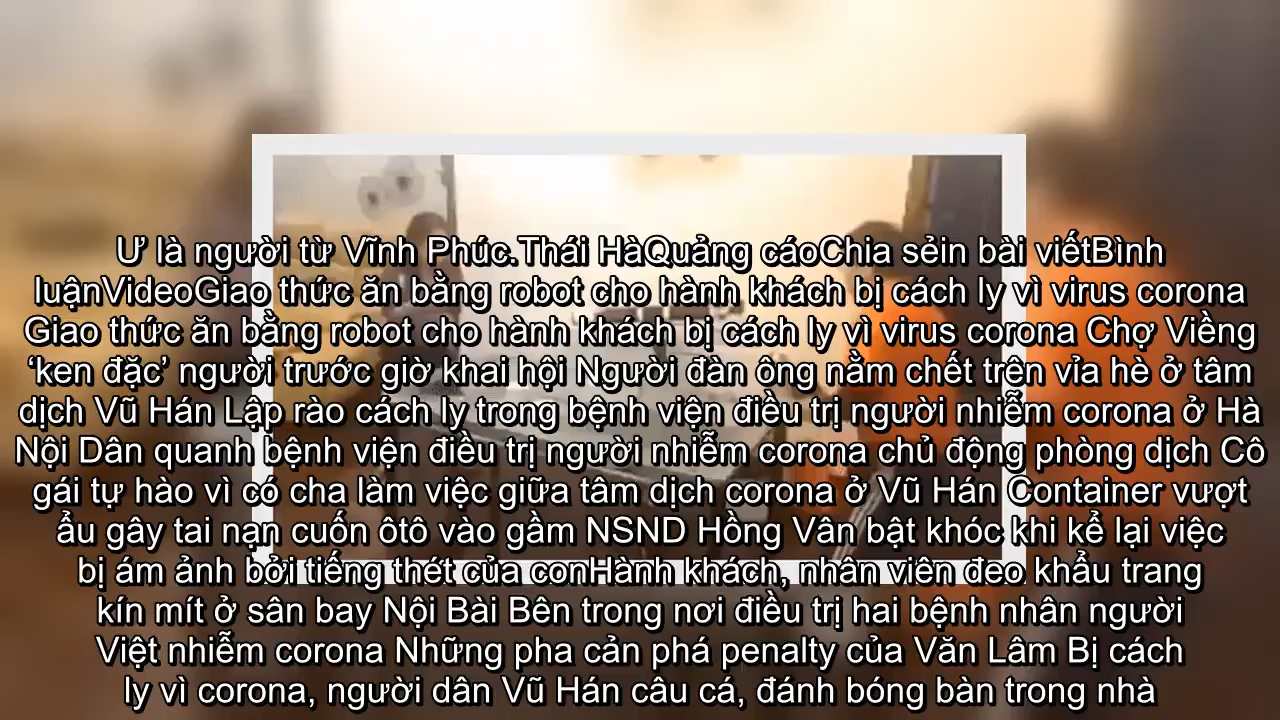 Ư là người từ Vĩnh Phúc.Thái HàQuảng cáoChia sẻin bài viếtBình
luậnVideoGiao thức ăn bằng robot cho hành khách bị cách ly vì virus corona
Giao thức ăn bằng robot cho hành khách bị cách ly vì virus corona Chợ Viềng
‘ken đặc’ người trước giờ khai hội Người đàn ông nằm chết trên vỉa hè ở tâm
dịch Vũ Hán Lập rào cách ly trong bệnh viện điều trị người nhiễm corona ở Hà
Nội Dân quanh bệnh viện điều trị người nhiễm corona chủ động phòng dịch Cô
gái tự hào vì có cha làm việc giữa tâm dịch corona ở Vũ Hán Container vượt
ẩu gây tai nạn cuốn ôtô vào gầm NSND Hồng Vân bật khóc khi kể lại việc
bị ám ảnh bởi tiếng thét của conHành khách, nhân viên đeo khẩu trang
kín mít ở sân bay Nội Bài Bên trong nơi điều trị hai bệnh nhân người
Việt nhiễm corona Những pha cản phá penalty của Văn Lâm Bị cách
ly vì corona, người dân Vũ Hán câu cá, đánh bóng bàn trong nhà